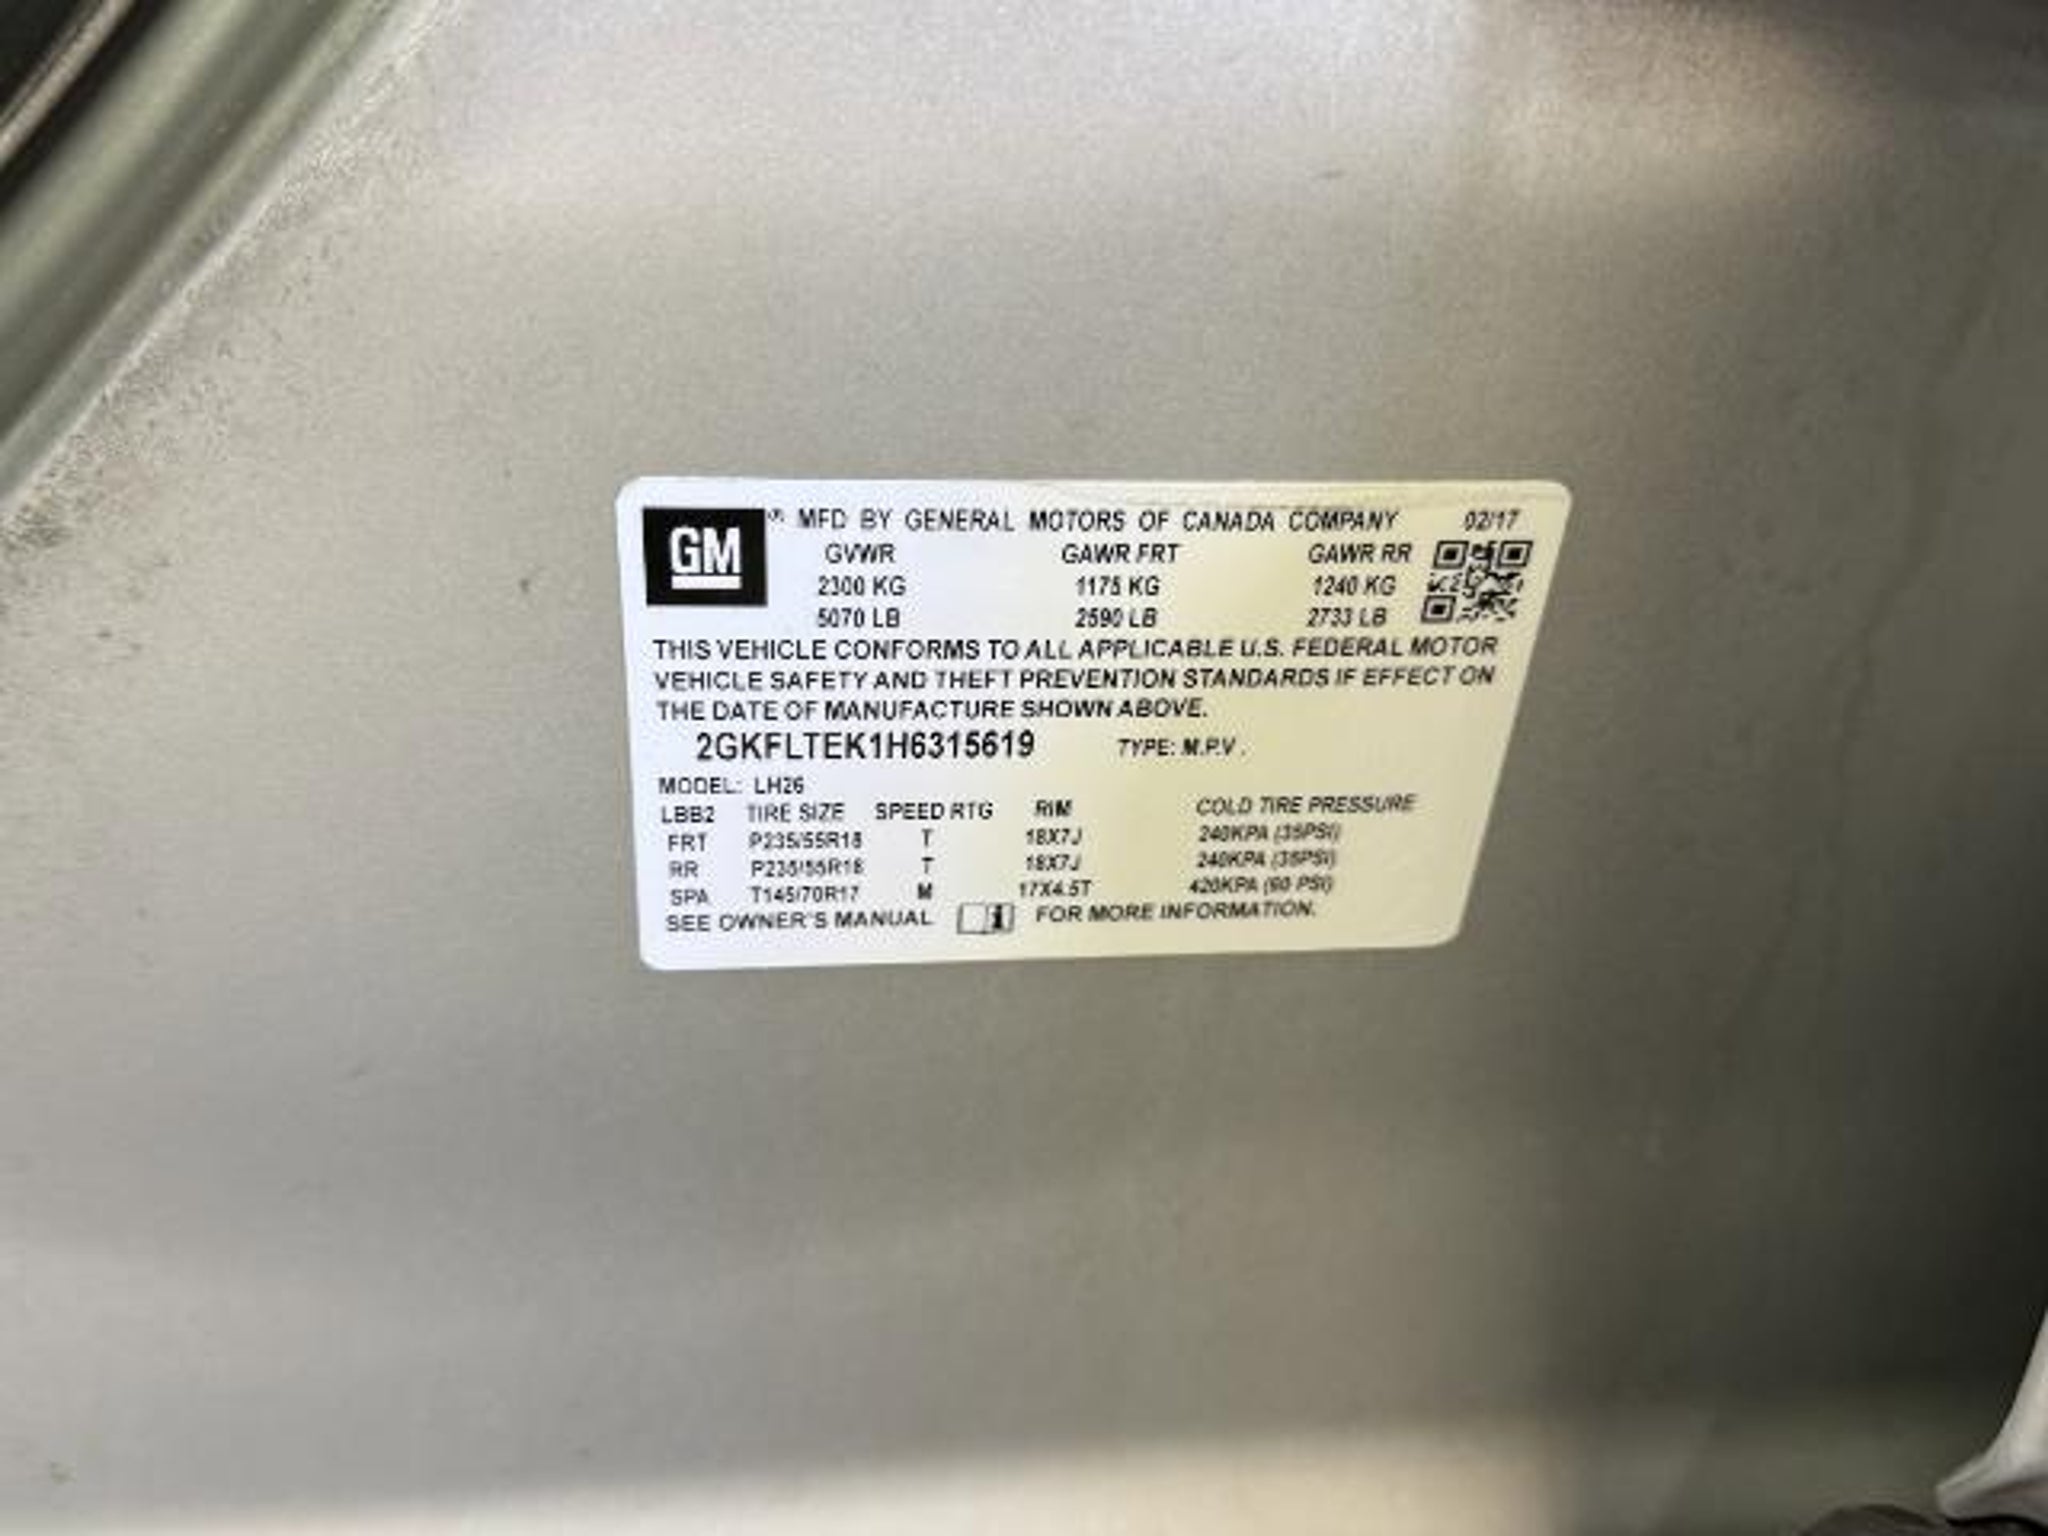 GM ® MFD BY GENERAL MOTORS OF CANADA COMPANY 02/17
GVWR GAWR FRT GAWR RR
2300 KG 1175 KG 1240 KG
5070 LB 2590 LB 2733 LB
THIS VEHICLE CONFORMS TO ALL APPLICABLE U.S. FEDERAL MOTOR
VEHICLE SAFETY AND THEFT PREVENTION STANDARDS IF EFFECT ON
THE DATE OF MANUFACTURE SHOWN ABOVE.
2GKFLTEK1H6315619 TYPE: M.P.V.
MODEL: LH26
LBB2 TIRE SIZE SPEED RTG RIM COLD TIRE PRESSURE
FRT P235/55R18 T 18X7J 240KPA (35PSI)
RR P235/55R18 T 18X7J 240KPA (35PSI)
SPA T145/70R17 M 17X4.5T 420KPA (60 PSI)
SEE OWNER'S MANUAL i FOR MORE INFORMATION.